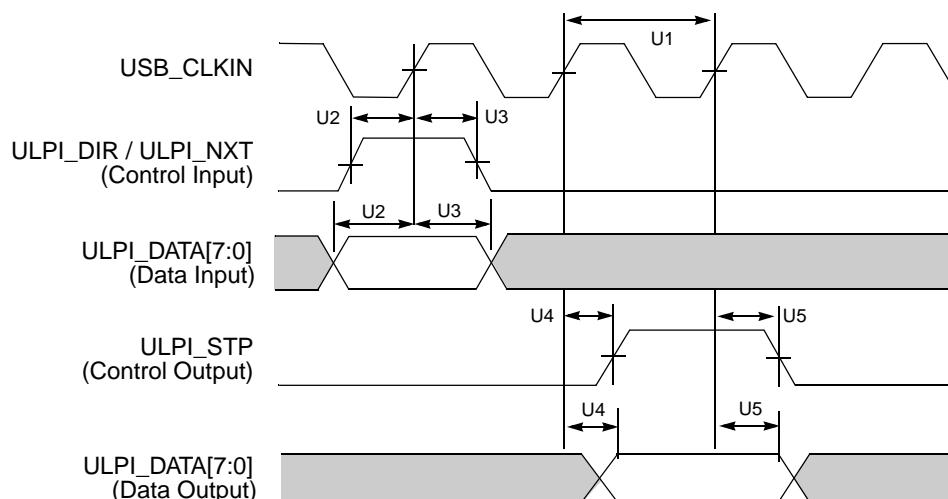 U1
USB_CLKIN
U2 U3
ULPI_DIR / ULPI_NXT
(Control Input)
U2 U3
ULPI_DATA[7:0]
(Data Input)
U4 U5
ULPI_STP
(Control Output)
U4 U5
ULPI_DATA[7:0]
(Data Output)